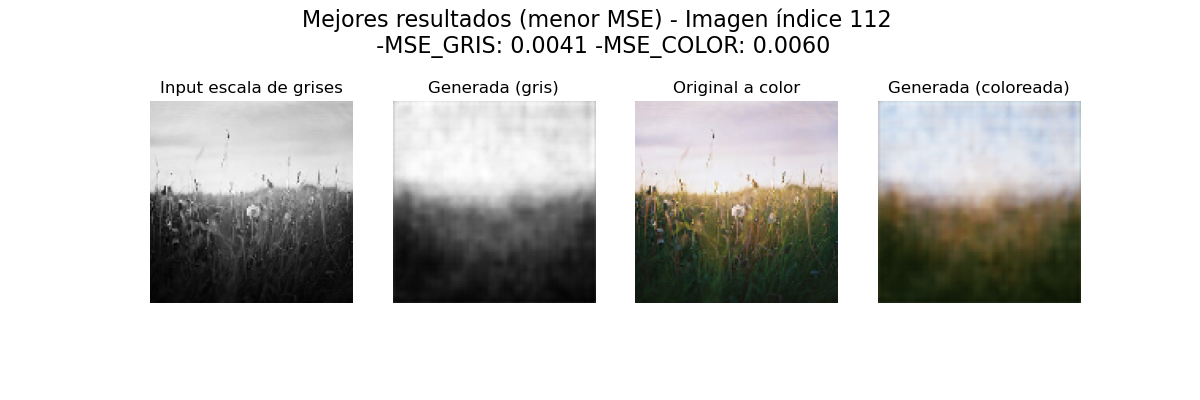 Mejores resultados (menor MSE) - Imagen índice 112
-MSE_GRIS: 0.0041 -MSE_COLOR: 0.0060
Input escala de grises
Generada (gris)
Original a color
Generada (coloreada)